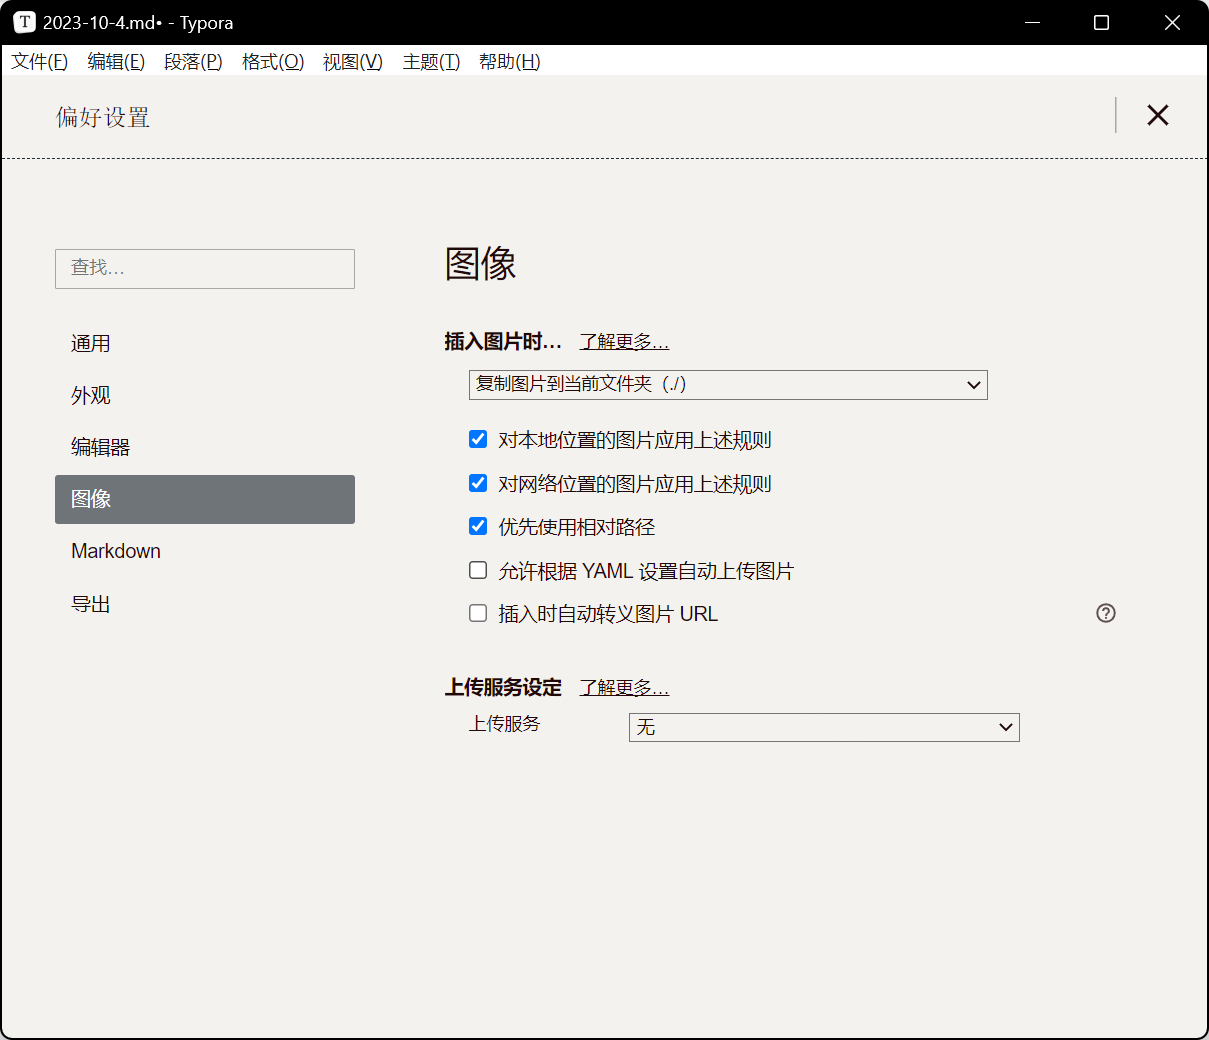 T 2023-10-4.md• - Typora
文件(F) 编辑(E) 段落(P) 格式(O) 视图(V) 主题(T) 帮助(H)
偏好设置
查找...
通用
外观
编辑器
图像
Markdown
导出
图像
插入图片时... 了解更多...
复制图片到当前文件夹（./）
对本地位置的图片应用上述规则
对网络位置的图片应用上述规则
优先使用相对路径
允许根据 YAML 设置自动上传图片
插入时自动转义图片 URL
?
上传服务设定 了解更多...
上传服务 无